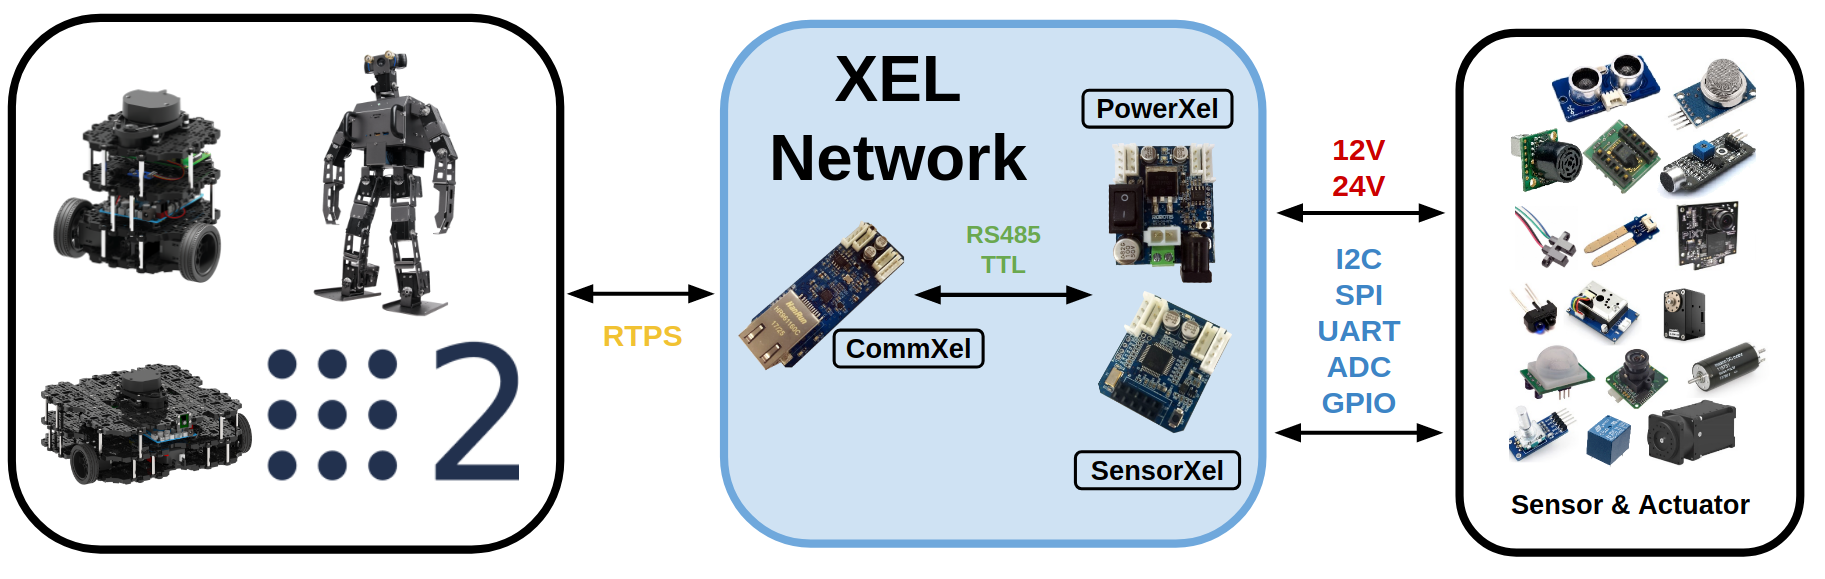 2
RTPS
XEL
Network
PowerXel
RS485
TTL
CommXel
SensorXel
12V
24V
I2C
SPI
UART
ADC
GPIO
Sensor & Actuator